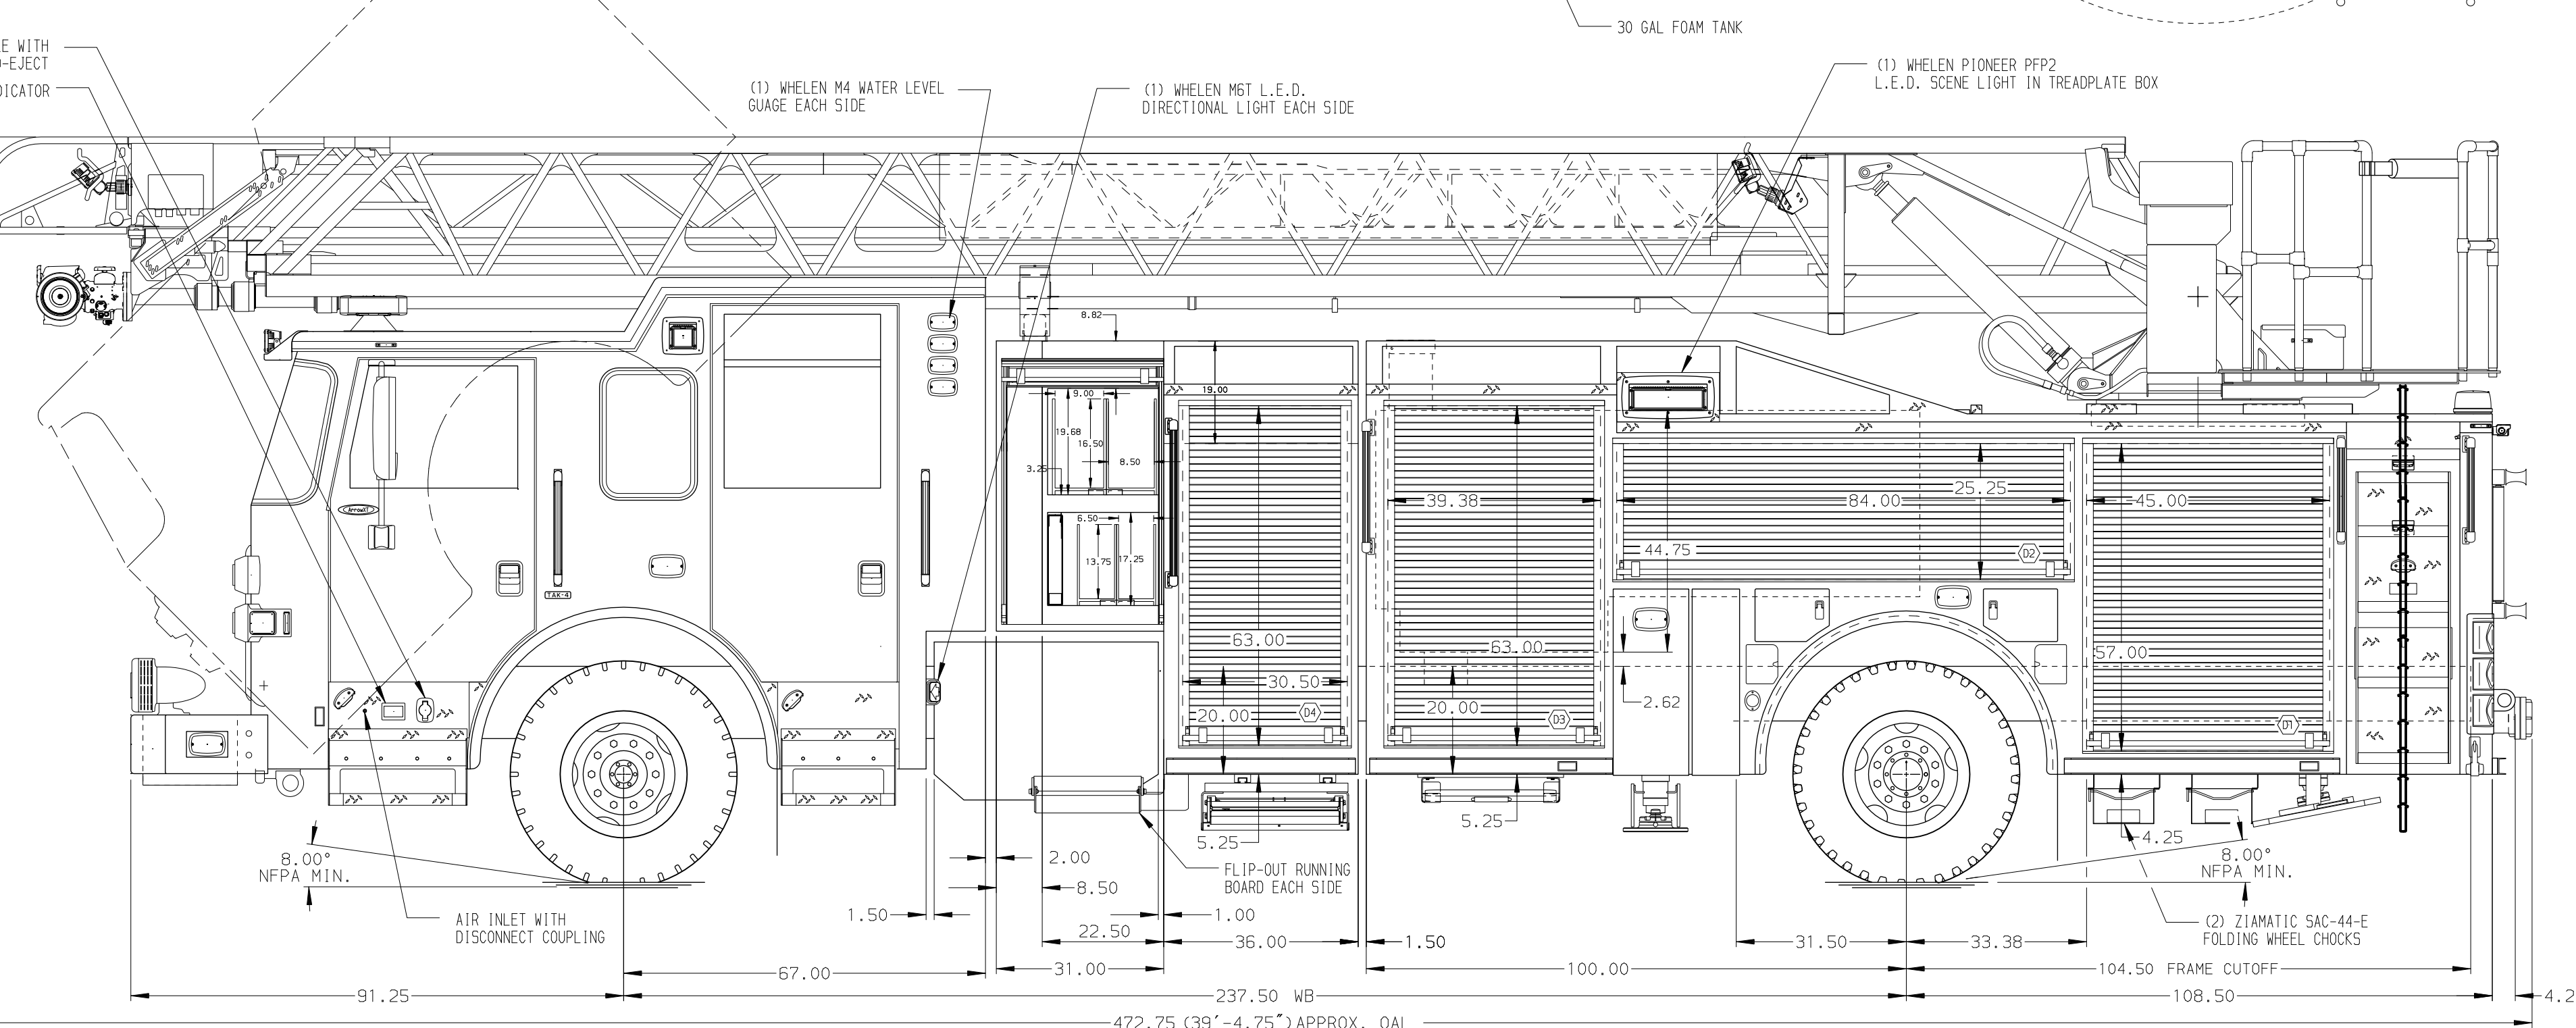 30 GAL FOAM TANK
E WITH
-EJECT
DICATOR
(1) WHELEN M4 WATER LEVEL
GUAGE EACH SIDE
(1) WHELEN M6T L.E.D.
DIRECTIONAL LIGHT EACH SIDE
(1) WHELEN PIONEER PFP2
L.E.D. SCENE LIGHT IN TREADPLATE BOX
8.82
19.00
9.00
19.68
16.50
3.25
8.50
6.50
13.75
17.25
ArrowXT
TAK-4
39.38
84.00
25.25
45.00
44.75
D2
63.00
63.00
57.00
30.50
20.00
D4
20.00
D3
2.62
D1
5.25
5.25
4.25
8.00°
NFPA MIN.
8.00°
NFPA MIN.
2.00
8.50
FLIP-OUT RUNNING
BOARD EACH SIDE
AIR INLET WITH
DISCONNECT COUPLING
1.50
1.00
(2) ZIAMATIC SAC-44-E
FOLDING WHEEL CHOCKS
22.50
36.00
1.50
31.50
33.38
67.00
31.00
100.00
104.50 FRAME CUTOFF
91.25
237.50 WB
108.50
4.2
472.75 (39'-4.75") APPROX. OAL